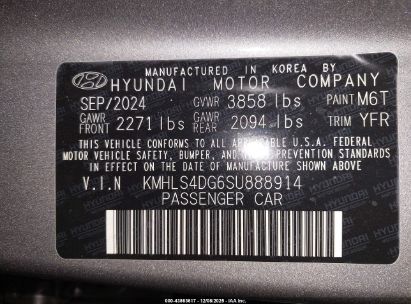 MANUFACTURED IN KOREA BY
HYUNDAI MOTOR COMPANY
SEP/2024 GVWR 3858 lbs PAINT M6T
GAWR FRONT 2271 lbs GAWR REAR 2094 lbs TRIM YFR
THIS VEHICLE CONFORMS TO ALL APPLICABLE U.S.A FEDERAL
MOTOR VEHICLE SAFETY, BUMPER, AND THEFT PREVENTION
STANDARDS IN EFFECT ON THE DATE OF MANUFACTURE
SHOWN ABOVE
V.I.N KMHLS4DG6SU888914
PASSENGER CAR